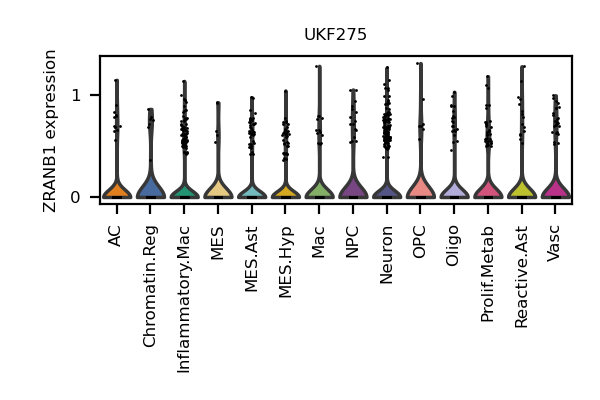 UKF275
ZRANB1 expression
1
0
AC
Chromatin.Reg
Inflammatory.Mac
MES
MES.Ast
MES.Hyp
Mac
NPC
Neuron
OPC
Oligo
Prolif.Metab
Reactive.Ast
Vasc